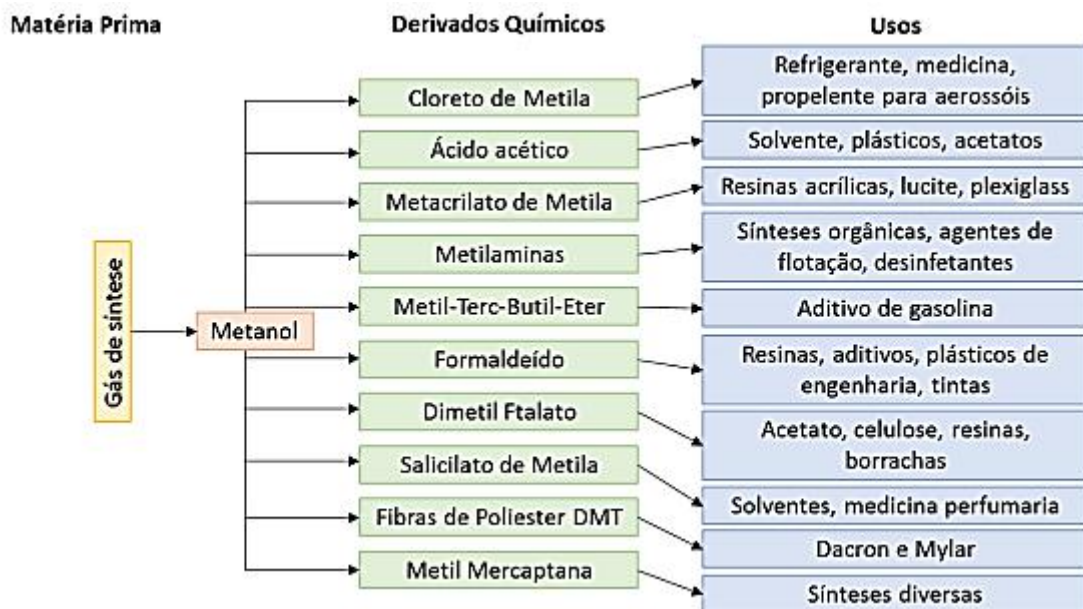 Matéria Prima
Derivados Químicos
Usos
Gás de síntese
Metanol
Cloreto de Metila
Refrigerante, medicina,
propelente para aerossóis
Ácido acético
Solvente, plásticos, acetatos
Metacrilato de Metila
Resinas acrílicas, lucite, plexiglass
Metilaminas
Sínteses orgânicas, agentes de
flotação, desinfetantes
Metil-Terc-Butil-Eter
Aditivo de gasolina
Formaldeído
Resinas, aditivos, plásticos de
engenharia, tintas
Dimetil Ftalato
Acetato, celulose, resinas,
borrachas
Salicilato de Metila
Solventes, medicina perfumaria
Fibras de Poliester DMT
Dacron e Mylar
Metil Mercaptana
Sínteses diversas